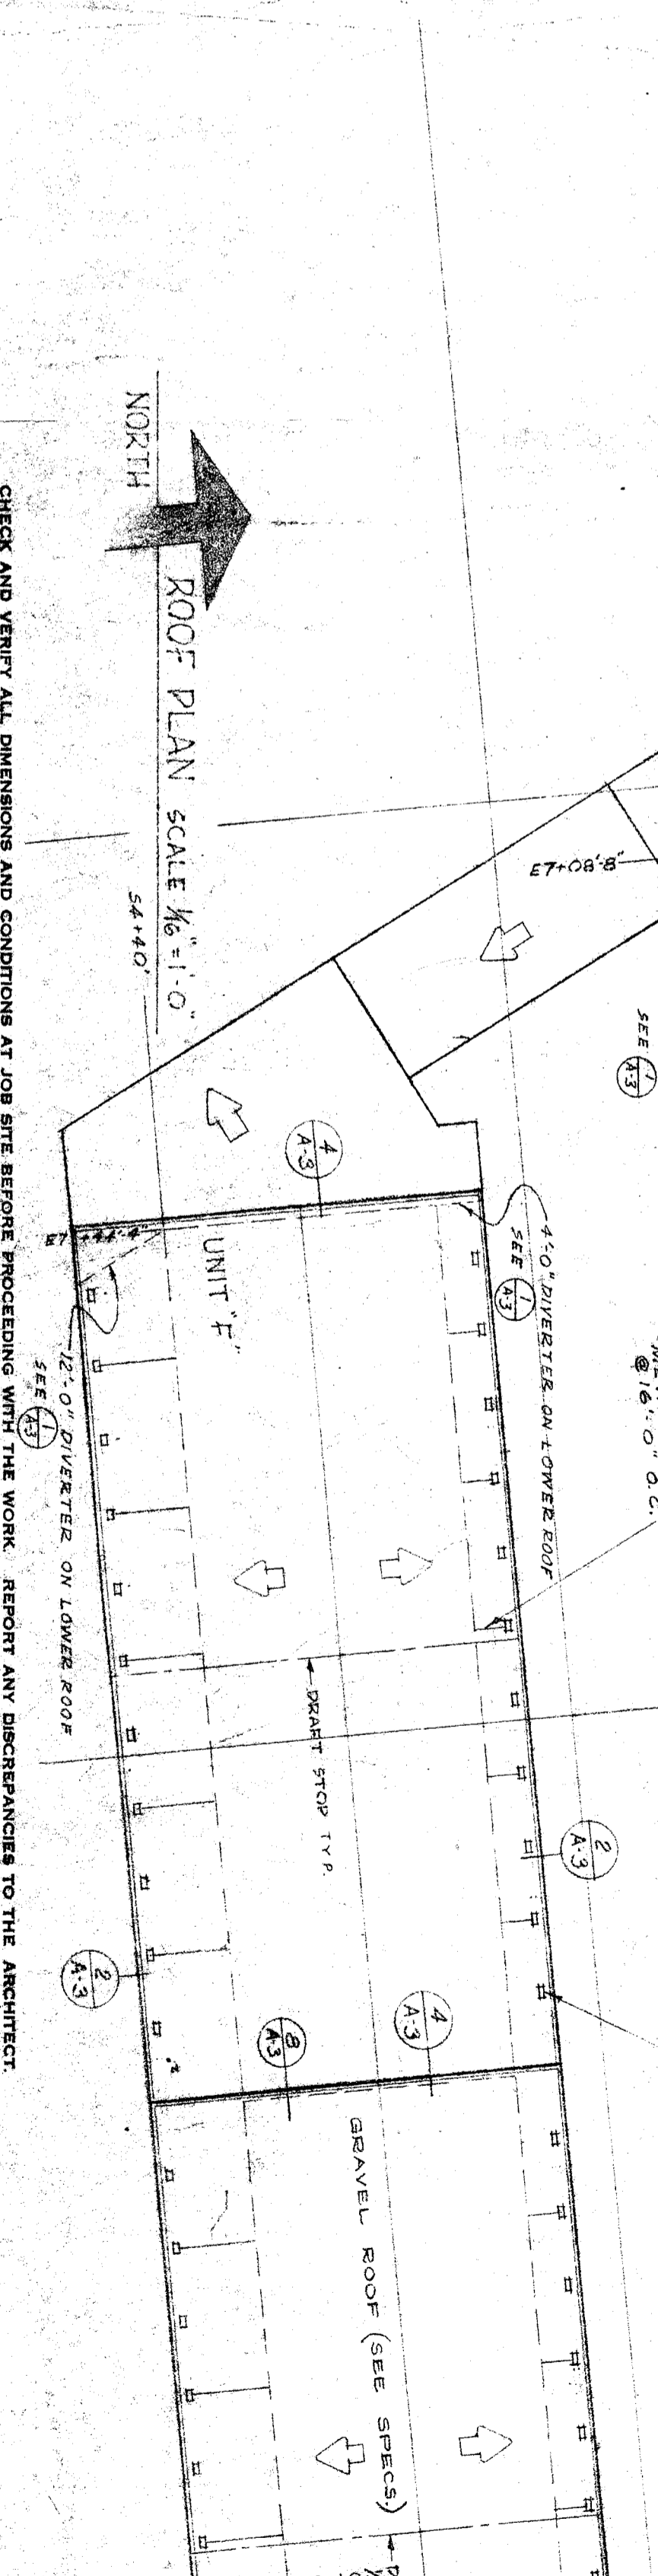 NORTH
ROOF PLAN SCALE 1/16" = 1'-0"
S4+40'
E7+08'-8"
SEE 1
A-3
4
A-3
UNIT "F"
4'-0" DIVERTER ON LOWER ROOF
SEE 1
A-3
12'-0" DIVERTER ON LOWER ROOF
SEE 1
A-3
@ 16'-0" O.C.
DRAFT STOP TYP.
2
A-3
2
A-3
8
A-3
4
A-3
GRAVEL ROOF (SEE SPECS.)
CHECK AND VERIFY ALL DIMENSIONS AND CONDITIONS AT JOB SITE BEFORE PROCEEDING WITH THE WORK. REPORT ANY DISCREPANCIES TO THE ARCHITECT.